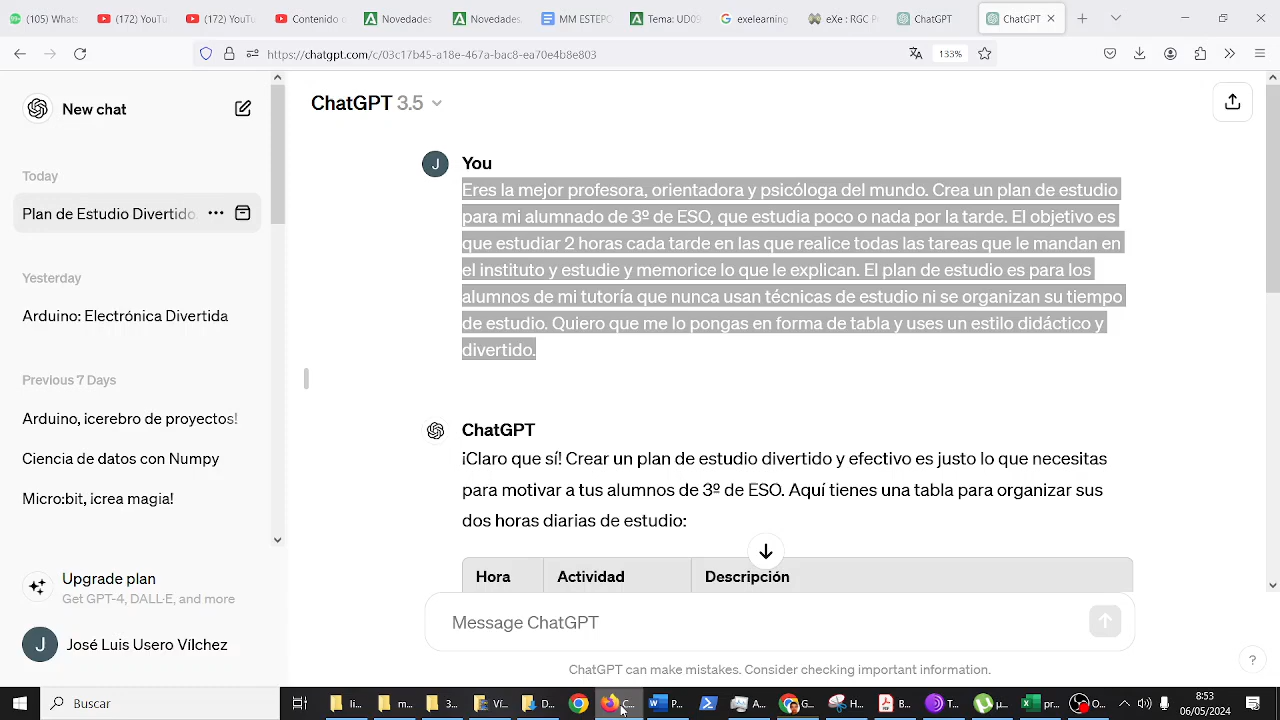 (105) You
(172) YouTu
(172) YouTu
Contenido
Novedades
Novedades
MM ESTEPO
Tema: UD09
exelearning
eXe : RGC P
ChatGPT
ChatGPT
https://chatgpt.com/c/03c17b45-a18e-467a-bac8-ea70e4b8e803
133%
New chat
Today
Plan de Estudio Divertido
Yesterday
Arduino: Electrónica Divertida
Previous 7 Days
Arduino, ¡cerebro de proyectos!
Ciencia de datos con Numpy
Micro:bit, ¡crea magia!
Upgrade plan
Get GPT-4, DALL·E, and more
J José Luis Usero Vílchez
ChatGPT 3.5
J You
Eres la mejor profesora, orientadora y psicóloga del mundo. Crea un plan de estudio
para mi alumnado de 3º de ESO, que estudia poco o nada por la tarde. El objetivo es
que estudiar 2 horas cada tarde en las que realice todas las tareas que le mandan en
el instituto y estudie y memorice lo que le explican. El plan de estudio es para los
alumnos de mi tutoría que nunca usan técnicas de estudio ni se organizan su tiempo
de estudio. Quiero que me lo pongas en forma de tabla y uses un estilo didáctico y
divertido.
ChatGPT
¡Claro que sí! Crear un plan de estudio divertido y efectivo es justo lo que necesitas
para motivar a tus alumnos de 3º de ESO. Aquí tienes una tabla para organizar sus
dos horas diarias de estudio:
Hora Actividad Descripción
Message ChatGPT
ChatGPT can make mistakes. Consider checking important information.
?
Buscar
m...
3...
Vi...
D...
C...
P...
A...
G...
H...
B...
T...
μ...
E...
O...
8:53
06/05/2024